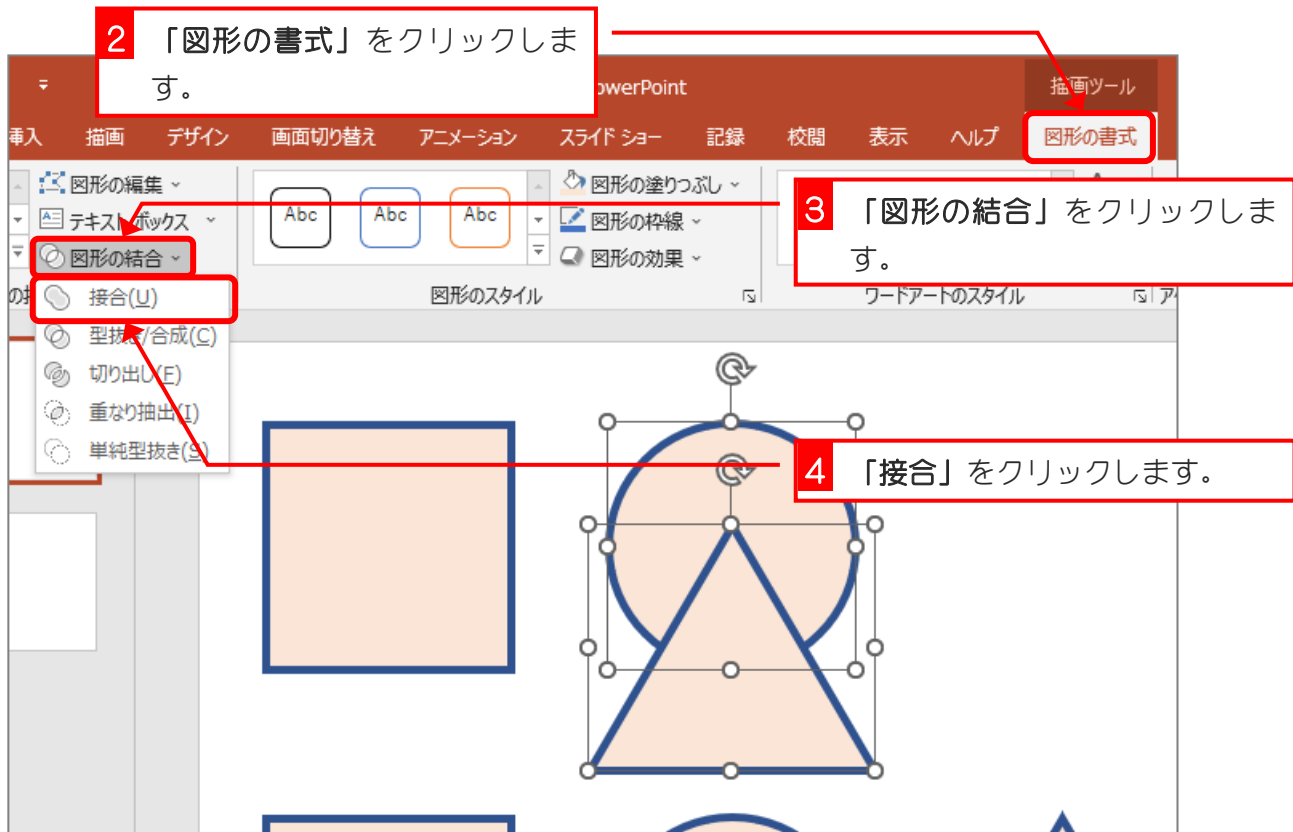 2 「図形の書式」をクリックしま
す。
owerPoint
描画ツール
挿入 描画 デザイン 画面切り替え アニメーション スライド ショー 記録 校閲 表示 ヘルプ 図形の書式
図形の編集
テキスト ボックス
図形の結合
Abc Abc Abc
図形の塗りつぶし
図形の枠線
図形の効果
3 「図形の結合」をクリックしま
す。
図形のスタイル
ワードアートのスタイル
接合(U)
型抜き/合成(C)
切り出し(F)
重なり抽出(I)
単純型抜き(S)
4 「接合」をクリックします。